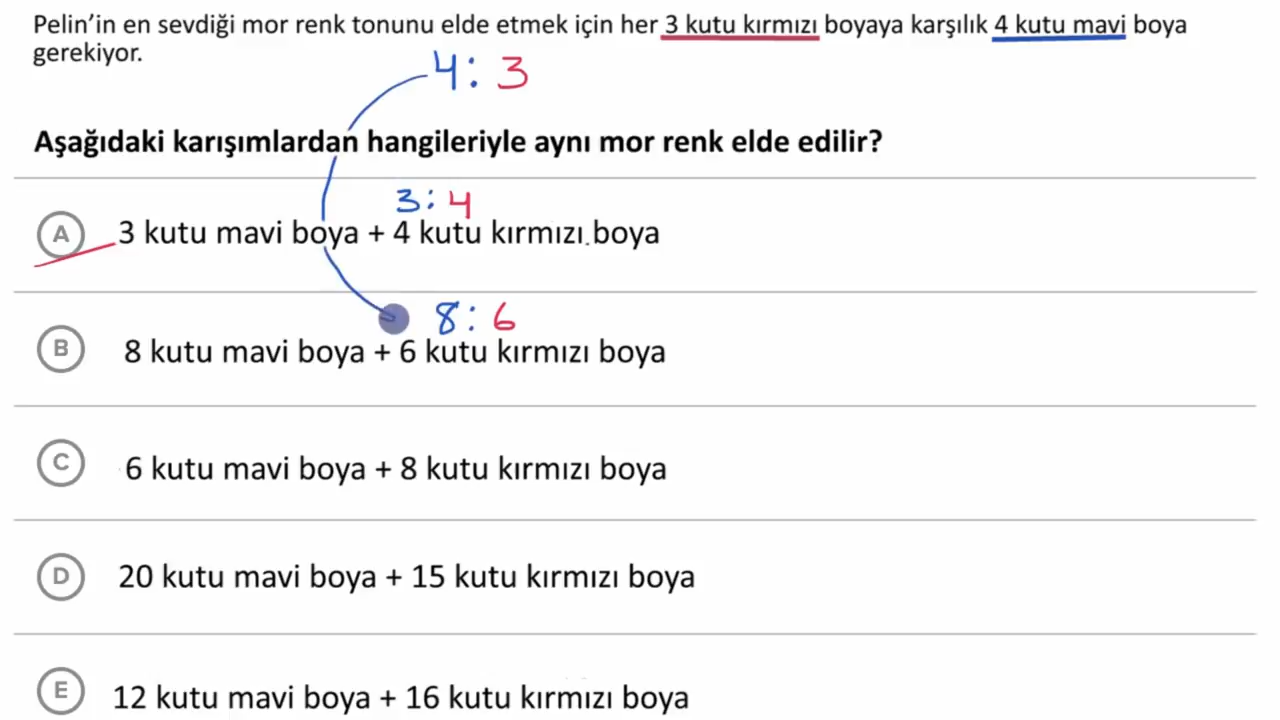 Pelin’in en sevdiği mor renk tonunu elde etmek için her 3 kutu kırmızı boyaya karşılık 4 kutu mavi boya
gerekiyor.
4: 3
Aşağıdaki karışımlardan hangileriyle aynı mor renk elde edilir?
3: 4
A 3 kutu mavi boya + 4 kutu kırmızı boya
8: 6
B 8 kutu mavi boya + 6 kutu kırmızı boya
C 6 kutu mavi boya + 8 kutu kırmızı boya
D 20 kutu mavi boya + 15 kutu kırmızı boya
E 12 kutu mavi boya + 16 kutu kırmızı boya